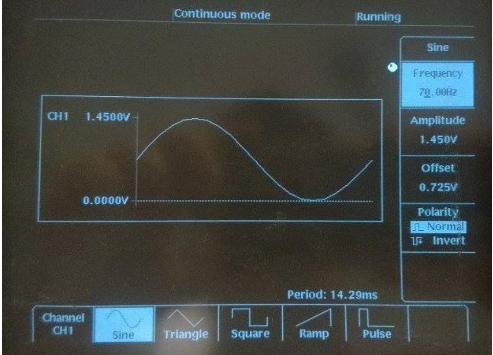 Continuous mode Running
Sine
Frequency
70.00Hz
CH1 1.4500V
Amplitude
1.450V
Offset
0.725V
0.0000V
Polarity
Normal
Invert
Period: 14.29ms
Channel
CH1
Sine
Triangle
Square
Ramp
Pulse